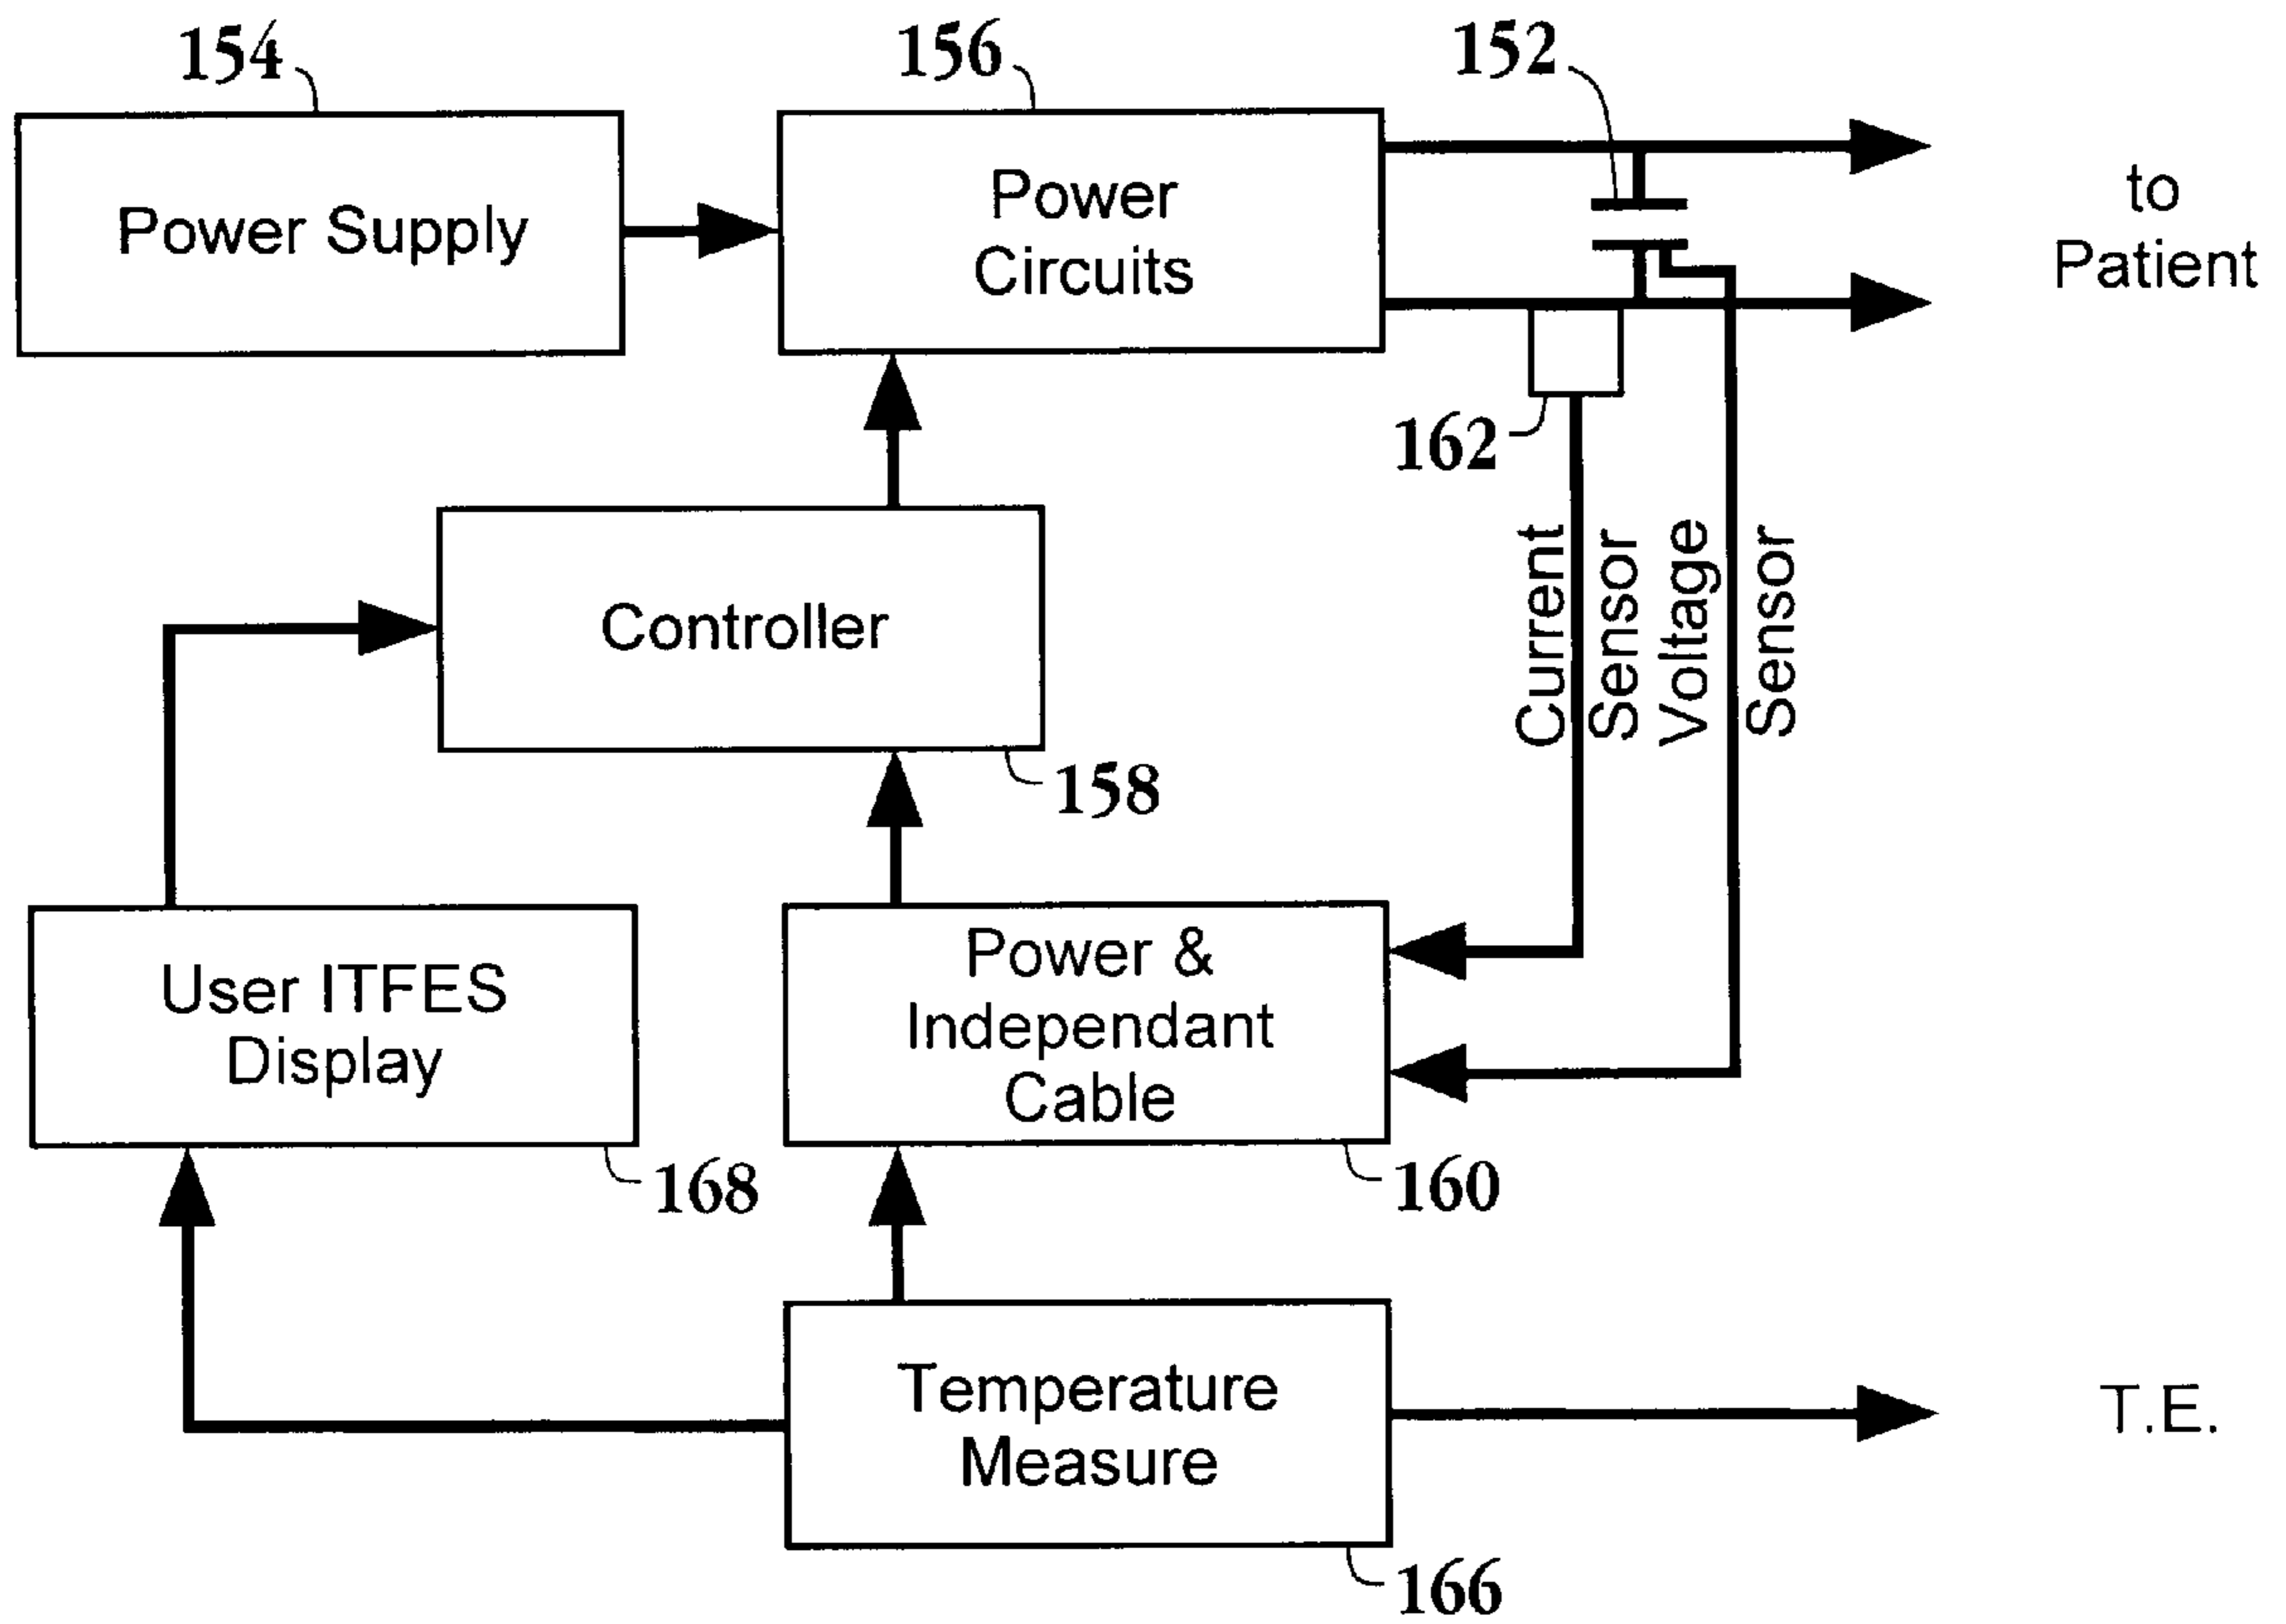 154
156
152
Power Supply
Power
Circuits
to
Patient
162
Controller
Current
Sensor
Voltage
Sensor
158
User ITFES
Display
Power &
Independant
Cable
168
160
Temperature
Measure
T.E.
166